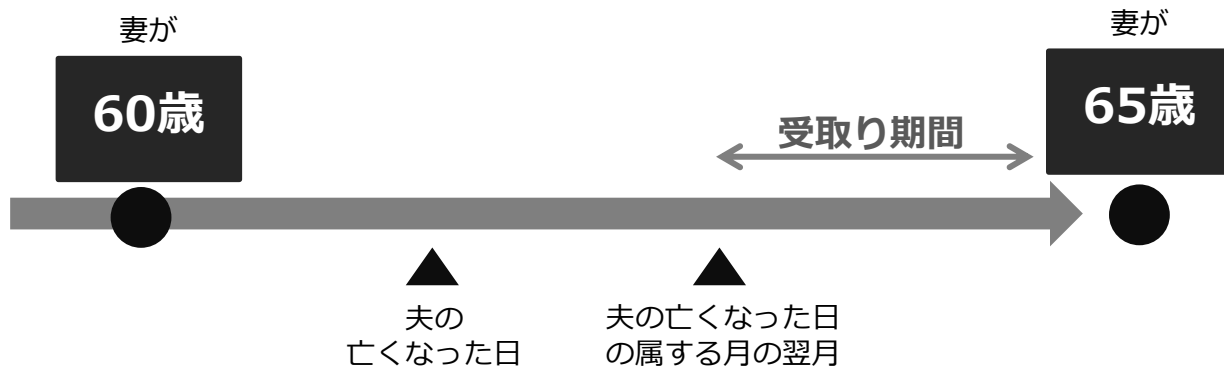 妻が
60歳
妻が
65歳
受取り期間
夫の
亡くなった日
夫の亡くなった日
の属する月の翌月